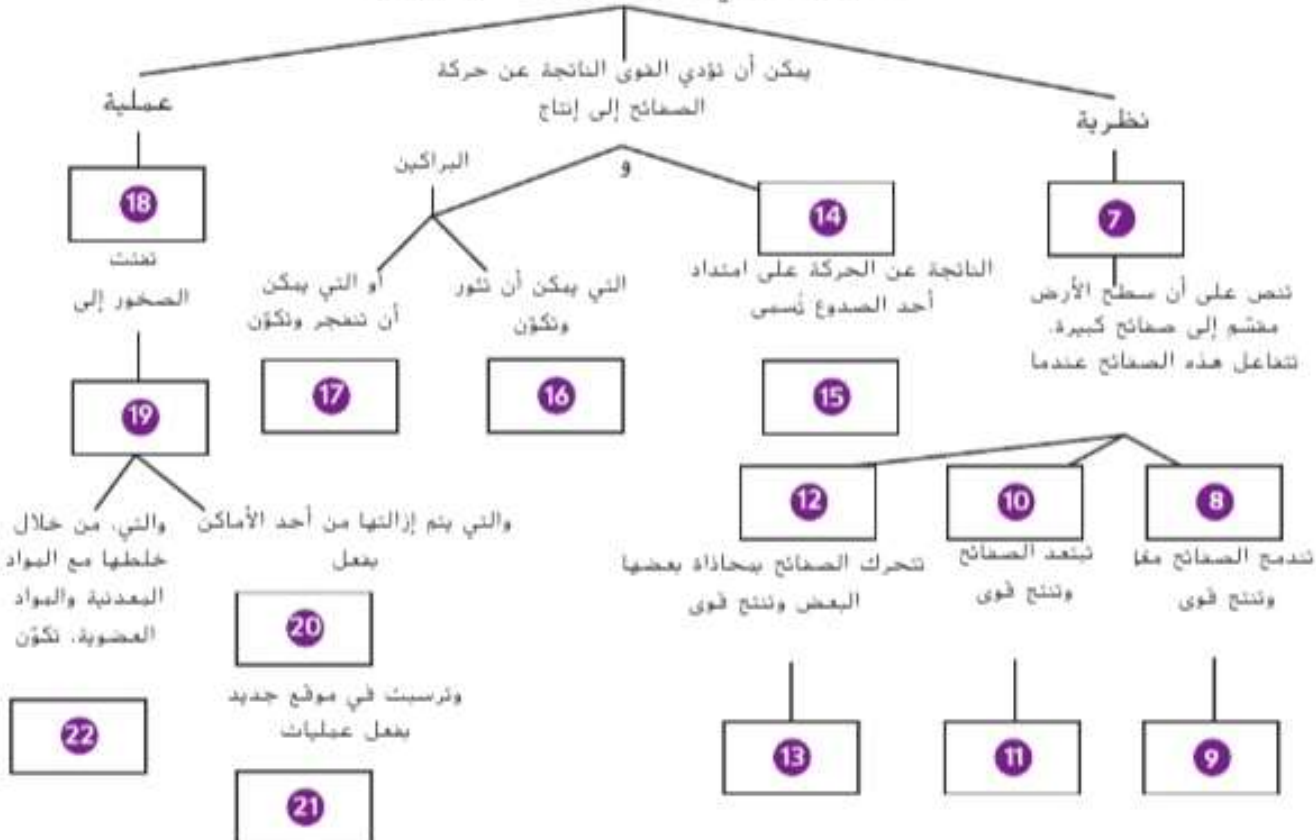 يمكن أن تؤدي القوى الناتجة عن حركة
الصفائح إلى إنتاج
نظرية
7
تنص على أن سطح الأرض
مقسّم إلى صفائح كبيرة.
تتفاعل هذه الصفائح عندما
8
تندمج الصفائح معًا
وتنتج قوى
9
10
تبتعد الصفائح
وتنتج قوى
11
12
تتحرك الصفائح بمحاذاة بعضها
البعض وتنتج قوى
13
و
14
الناتجة عن الحركة على امتداد
أحد الصدوع تُسمى
15
البراكين
التي يمكن أن تثور
وتكوّن
16
أو التي يمكن
أن تنفجر وتكوّن
17
عملية
18
تفتت
الصخور إلى
19
والتي يتم إزالتها من أحد الأماكن
بفعل
20
وترسبت في موقع جديد
بفعل عمليات
21
والتي، من خلال
خلطها مع المواد
المعدنية والمواد
العضوية، تكوّن
22